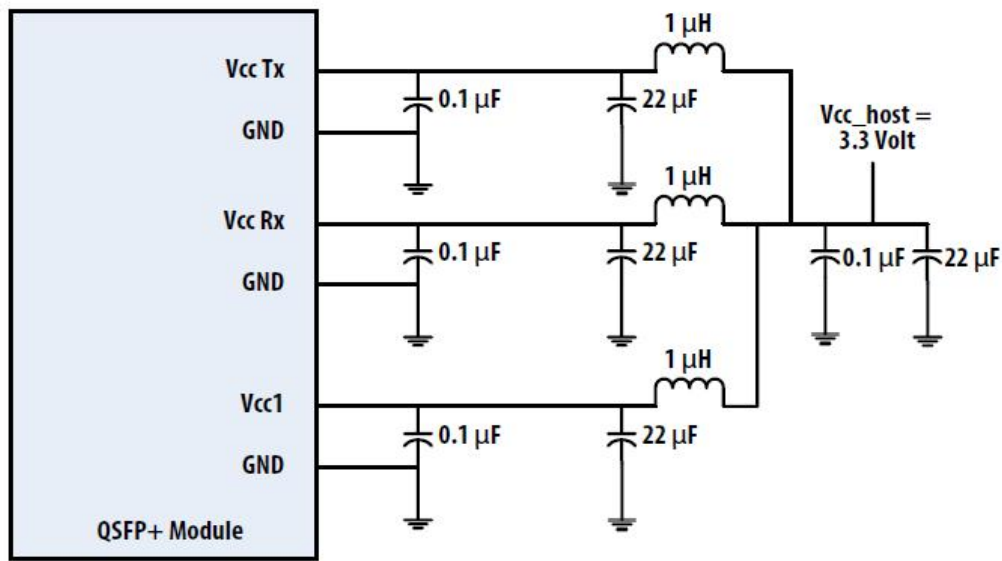 1 µH
Vcc Tx
0.1 µF
22 µF
GND
Vcc_host =
3.3 Volt
1 µH
Vcc Rx
0.1 µF
22 µF
0.1 µF
22 µF
GND
1 µH
Vcc1
0.1 µF
22 µF
GND
QSFP+ Module